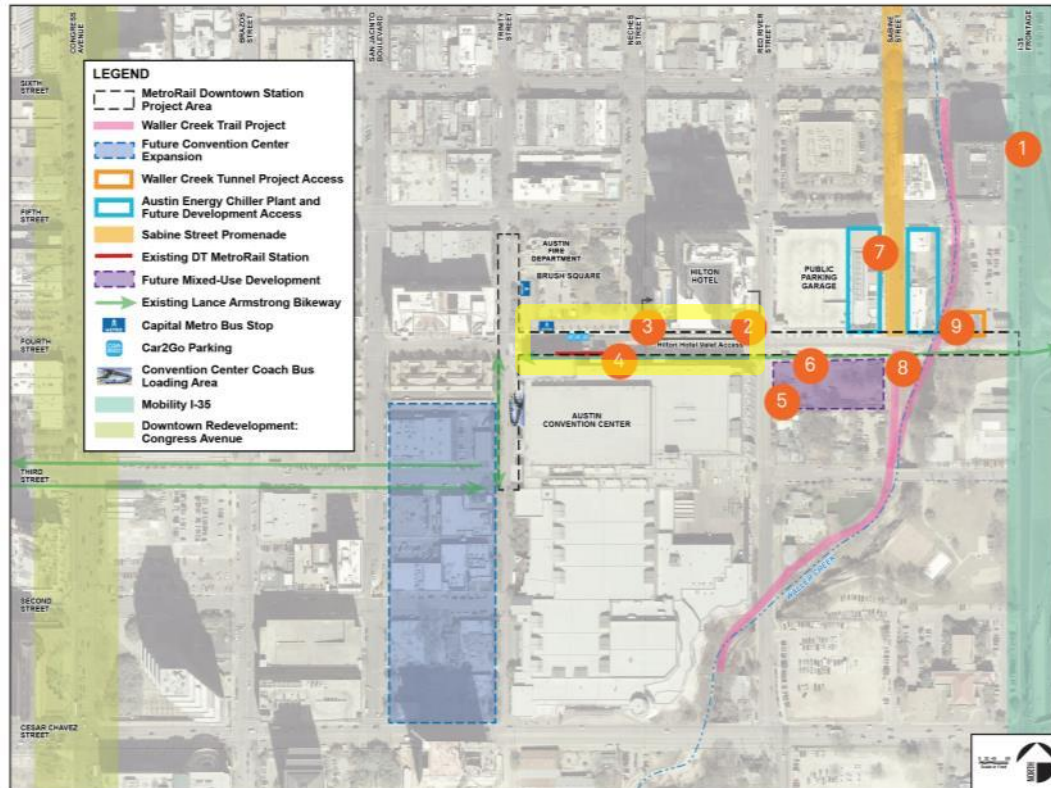 CONGRESS
AVENUE
BRAZOS
STREET
SAN JACINTO
BOULEVARD
TRINITY
STREET
NECHES
STREET
RED RIVER
STREET
SABINE
STREET
I-35
FRONTAGE
SIXTH
STREET
LEGEND
MetroRail Downtown Station
Project Area
Waller Creek Trail Project
Future Convention Center
Expansion
Waller Creek Tunnel Project Access
Austin Energy Chiller Plant and
Future Development Access
Sabine Street Promenade
Existing DT MetroRail Station
Future Mixed-Use Development
Existing Lance Armstrong Bikeway
Capital Metro Bus Stop
Car2Go Parking
Convention Center Coach Bus
Loading Area
Mobility I-35
Downtown Redevelopment:
Congress Avenue
1
FIFTH
STREET
AUSTIN
FIRE
DEPARTMENT
BRUSH SQUARE
HILTON
HOTEL
PUBLIC
PARKING
GARAGE
7
3
2
9
FOURTH
STREET
Hilton Hotel Valet Access
4
6
8
5
AUSTIN
CONVENTION CENTER
THIRD
STREET
WALLER CREEK
SECOND
STREET
CESAR CHAVEZ
STREET
NORTH